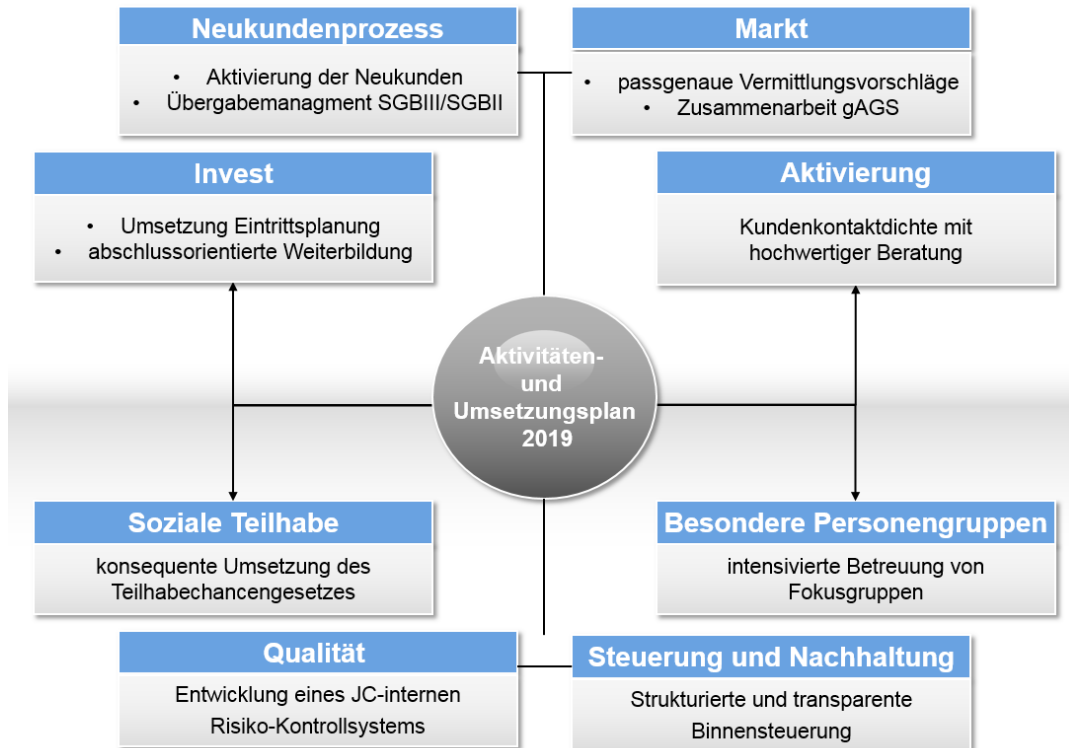 Neukundenprozess
• Aktivierung der Neukunden
• Übergabemanagment SGBIII/SGBII
Markt
• passgenaue Vermittlungsvorschläge
• Zusammenarbeit gAGS
Invest
• Umsetzung Eintrittsplanung
• abschlussorientierte Weiterbildung
Aktivierung
Kundenkontaktdichte mit
hochwertiger Beratung
Aktivitäten-
und
Umsetzungsplan
2019
Soziale Teilhabe
konsequente Umsetzung des
Teilhabechancengesetzes
Besondere Personengruppen
intensivierte Betreuung von
Fokusgruppen
Qualität
Entwicklung eines JC-internen
Risiko-Kontrollsystems
Steuerung und Nachhaltung
Strukturierte und transparente
Binnensteuerung